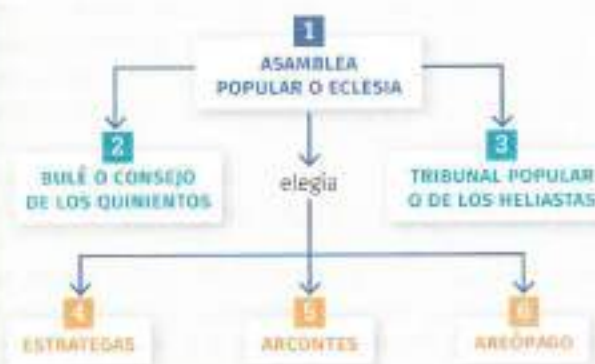 1
ASAMBLEA
POPULAR O ECLESIA
2
BULÉ O CONSEJO
DE LOS QUINIENTOS
elegia
3
TRIBUNAL POPULAR
O DE LOS HELIASTAS
4
ESTRATEGAS
5
ARCONTES
6
AREÓPAGO